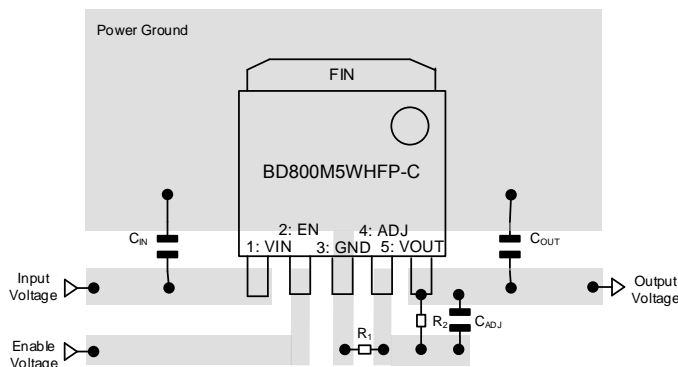 Power Ground
FIN
BD800M5WHFP-C
2: EN
4: ADJ
1: VIN
3: GND
5: VOUT
CIN
COUT
Input
Voltage
Output
Voltage
R2
CADJ
R1
Enable
Voltage